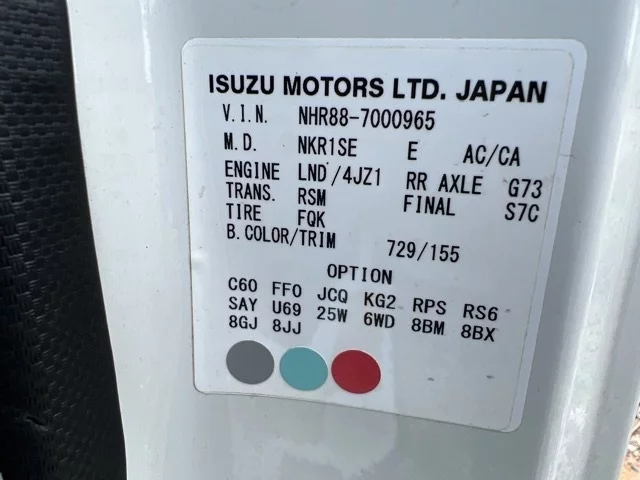 ISUZU MOTORS LTD. JAPAN
V.I.N. NHR88-7000965
M.D. NKR1SE E AC/CA
ENGINE LND/4JZ1 RR AXLE G73
TRANS. RSM FINAL S7C
TIRE FQK
B.COLOR/TRIM 729/155
OPTION
C60 FF0 JCQ KG2 RPS RS6
SAY U69 25W 6WD 8BM 8BX
8GJ 8JJ